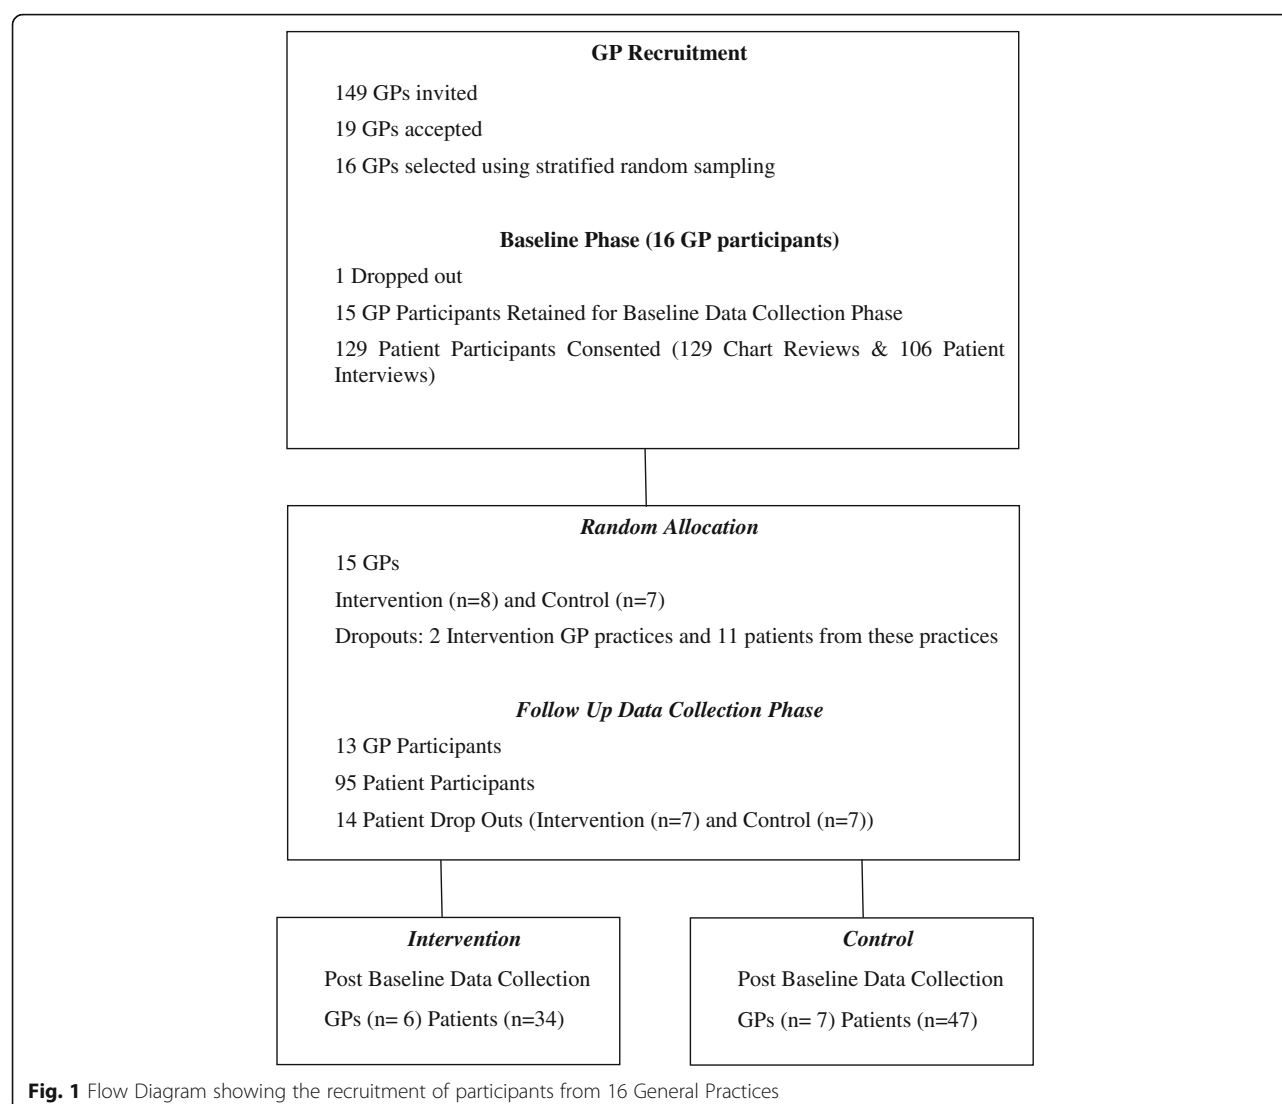 GP Recruitment
149 GPs invited
19 GPs accepted
16 GPs selected using stratified random sampling
Baseline Phase (16 GP participants)
1 Dropped out
15 GP Participants Retained for Baseline Data Collection Phase
129 Patient Participants Consented (129 Chart Reviews & 106 Patient
Interviews)
Random Allocation
15 GPs
Intervention (n=8) and Control (n=7)
Dropouts: 2 Intervention GP practices and 11 patients from these practices
Follow Up Data Collection Phase
13 GP Participants
95 Patient Participants
14 Patient Drop Outs (Intervention (n=7) and Control (n=7))
Intervention
Post Baseline Data Collection
GPs (n= 6) Patients (n=34)
Control
Post Baseline Data Collection
GPs (n= 7) Patients (n=47)
Fig. 1 Flow Diagram showing the recruitment of participants from 16 General Practices